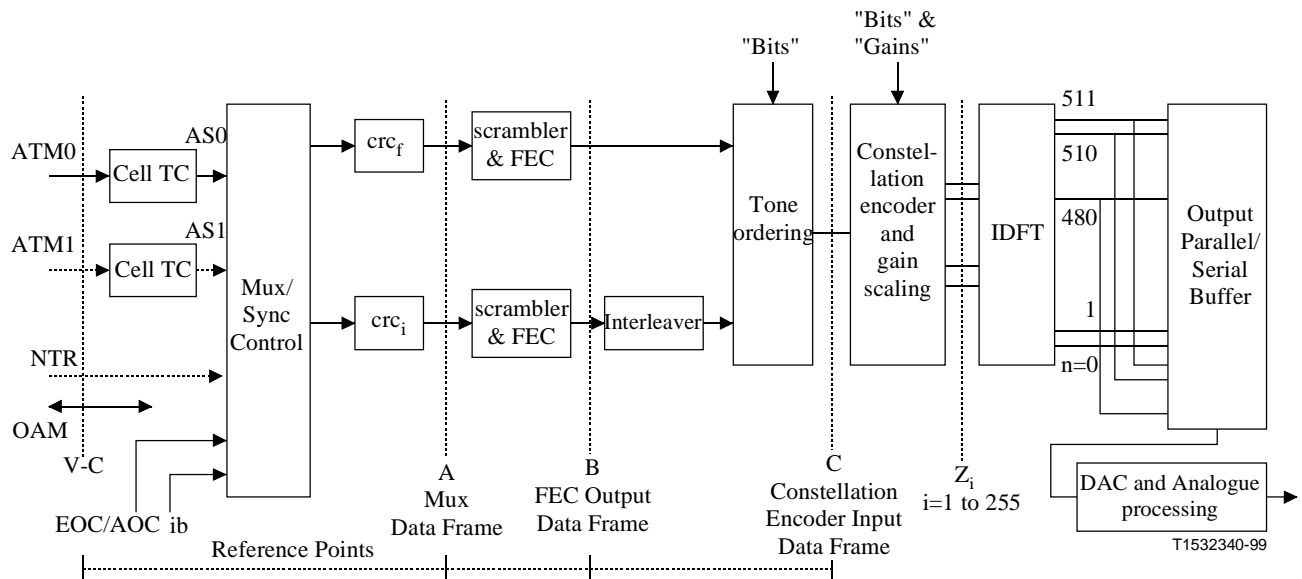 "Bits"
"Bits" &
"Gains"
ATM0
Cell TC
AS0
ATM1
Cell TC
AS1
NTR
OAM
V-C
EOC/AOC ib
Mux/
Sync
Control
crcf
crci
scrambler
& FEC
scrambler
& FEC
Interleaver
Tone
ordering
Constel-
lation
encoder
and
gain
scaling
IDFT
511
510
480
1
n=0
Output
Parallel/
Serial
Buffer
A
Mux
Data Frame
B
FEC Output
Data Frame
C
Constellation
Encoder Input
Data Frame
Zi
i=1 to 255
DAC and Analogue
processing
T1532340-99
Reference Points